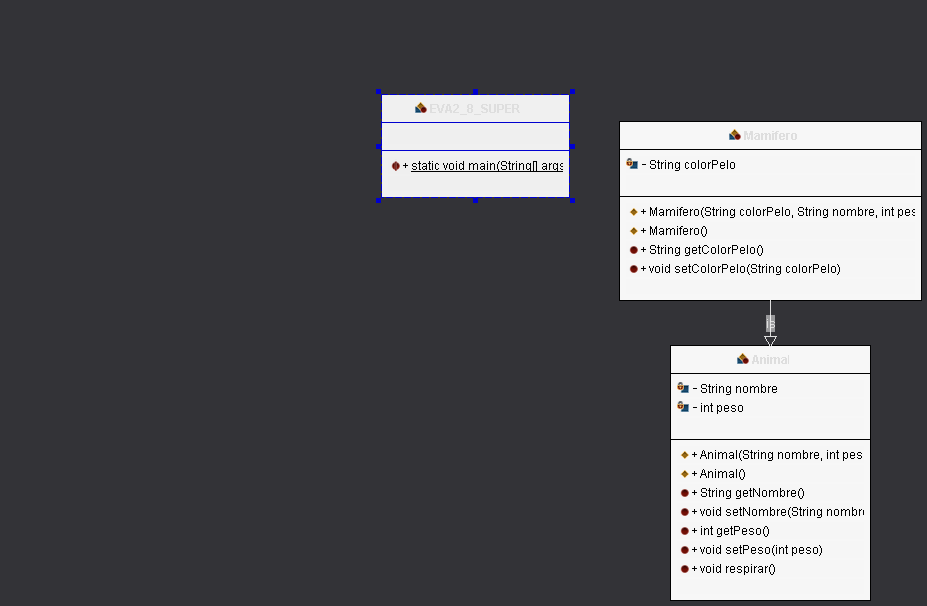 EVA2_8_SUPER
+ static void main(String[] args
Mamifero
- String colorPelo
+ Mamifero(String colorPelo, String nombre, int pes
+ Mamifero()
+ String getColorPelo()
+ void setColorPelo(String colorPelo)
is
Animal
- String nombre
- int peso
+ Animal(String nombre, int pes
+ Animal()
+ String getNombre()
+ void setNombre(String nombre
+ int getPeso()
+ void setPeso(int peso)
+ void respirar()